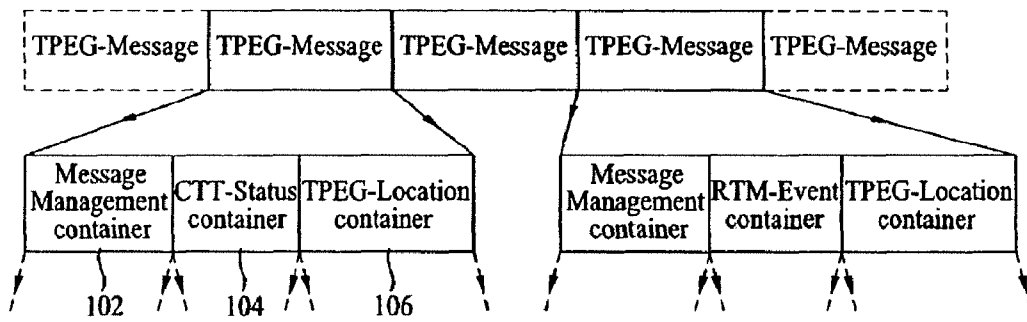 TPEG-Message TPEG-Message TPEG-Message TPEG-Message TPEG-Message
Message Management container
CTT-Status container
TPEG-Location container
Message Management container
RTM-Event container
TPEG-Location container
102 104 106